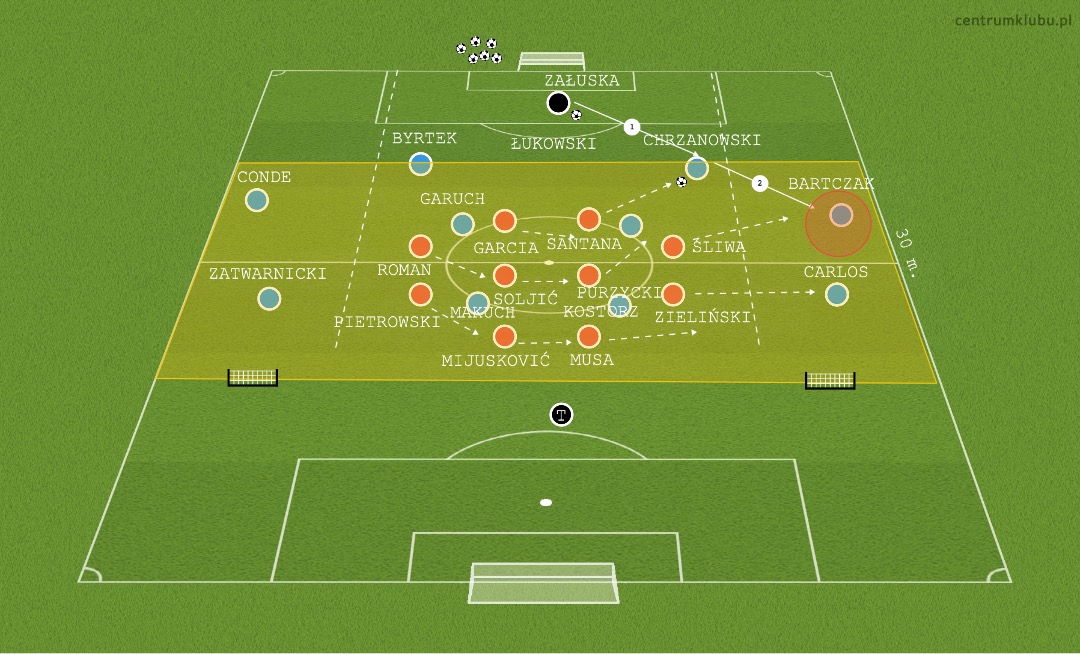 centrumklubu.pl
ZAŁUSKA
1
BYRTEK
ŁUKOWSKI
CHRZANOWSKI
CONDE
2
BARTCZAK
GARUCH
GARCIA
SANTANA
ŚLIWA
30 m.
ROMAN
ZATWARNICKI
CARLOS
SOLJIĆ
PURZYCKI
MAKUCH
KOSTORZ
PIETROWSKI
ZIELIŃSKI
MIJUSKOVIĆ
MUSA
T